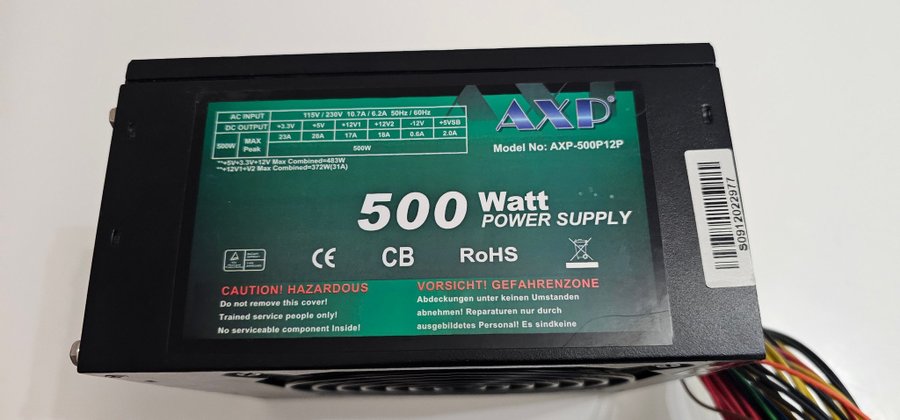 AXP
Model No: AXP-500P12P
AC INPUT 115V / 230V 10.7A / 6.2A 50Hz / 60Hz
DC OUTPUT +3.3V +5V +12V1 +12V2 -12V +5VSB
500W MAX 23A 28A 17A 18A 0.6A 2.0A
Peak 500W
**+5V+3.3V+12V Max Combined=483W
**+12V1+V2 Max Combined=372W(31A)
500 Watt
POWER SUPPLY
CE CB RoHS
CAUTION! HAZARDOUS
Do not remove this cover!
Trained service people only!
No serviceable component Inside!
VORSICHT! GEFAHRENZONE
Abdeckungen unter keinen Umstanden
abnehmen! Reparaturen nur durch
ausgebildetes Personal! Es sindkeine
S0912022977